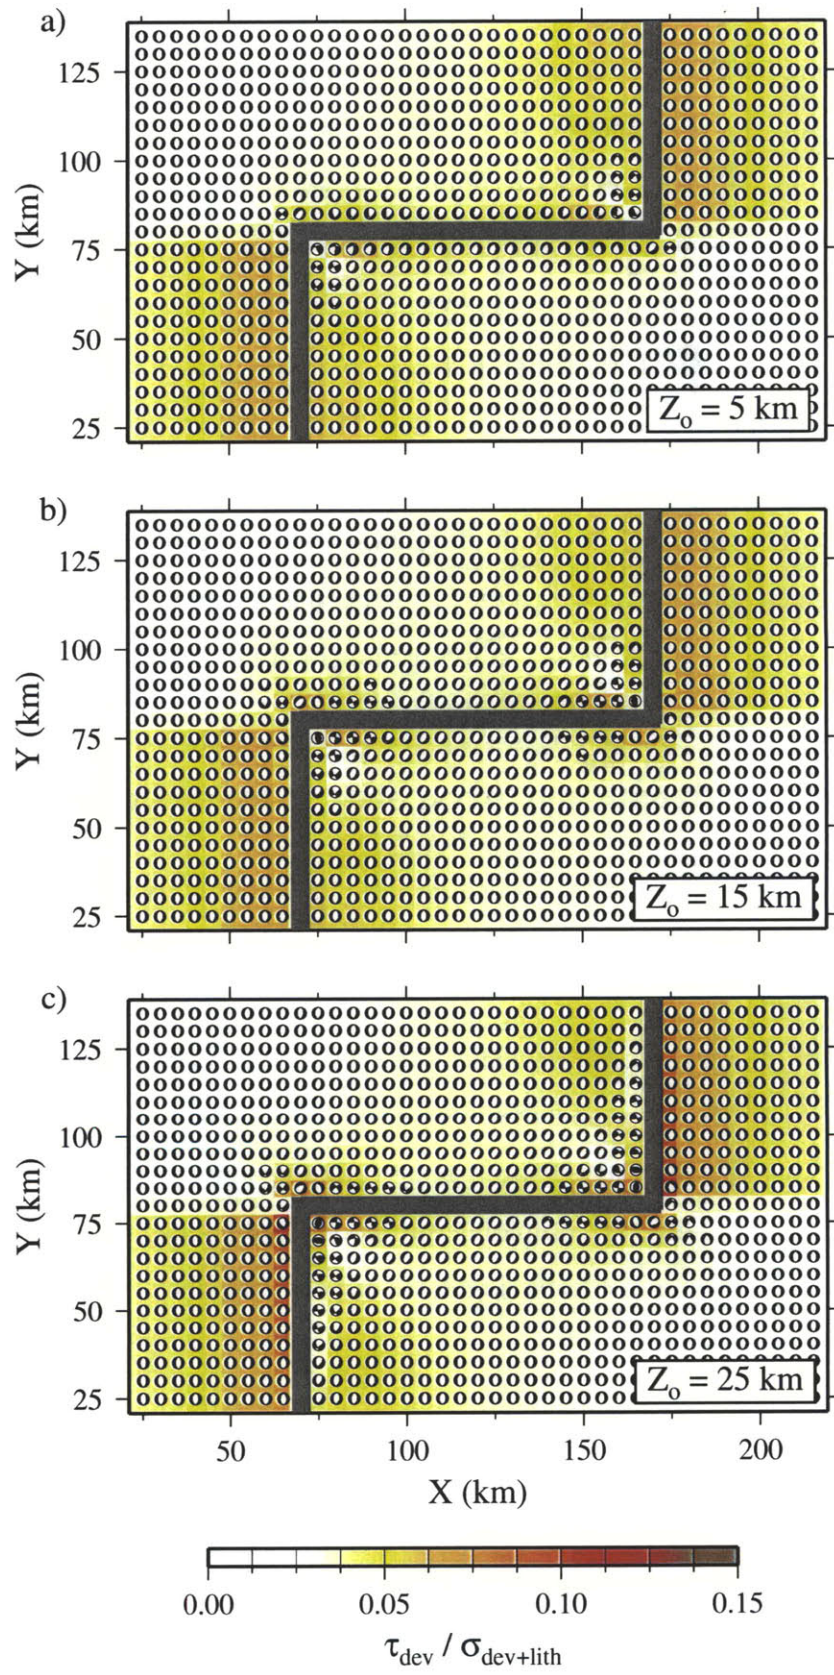 a)
125
100
75
50
25
Y (km)
Zo = 5 km
b)
125
100
75
50
25
Y (km)
Zo = 15 km
c)
125
100
75
50
25
Y (km)
Zo = 25 km
50 100 150 200
X (km)
0.00 0.05 0.10 0.15
τdev / σdev+lith